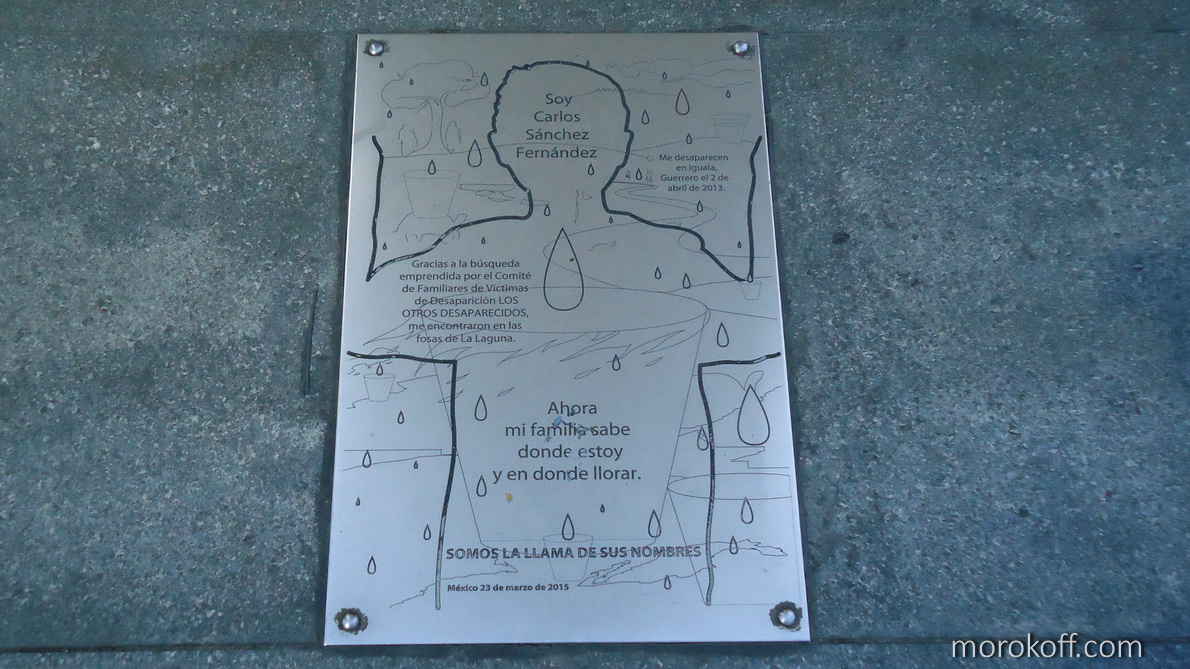 Soy
Carlos
Sánchez
Fernández
Me desaparecen
en Iguala,
Guerrero el 2 de
abril de 2013.
Gracias a la búsqueda
emprendida por el Comité
de Familiares de Víctimas
de Desaparición LOS
OTROS DESAPARECIDOS,
me encontraron en las
fosas de La Laguna.
Ahora
mi familia sabe
donde estoy
y en donde llorar.
SOMOS LA LLAMA DE SUS NOMBRES
México 23 de marzo de 2015
morokoff.com